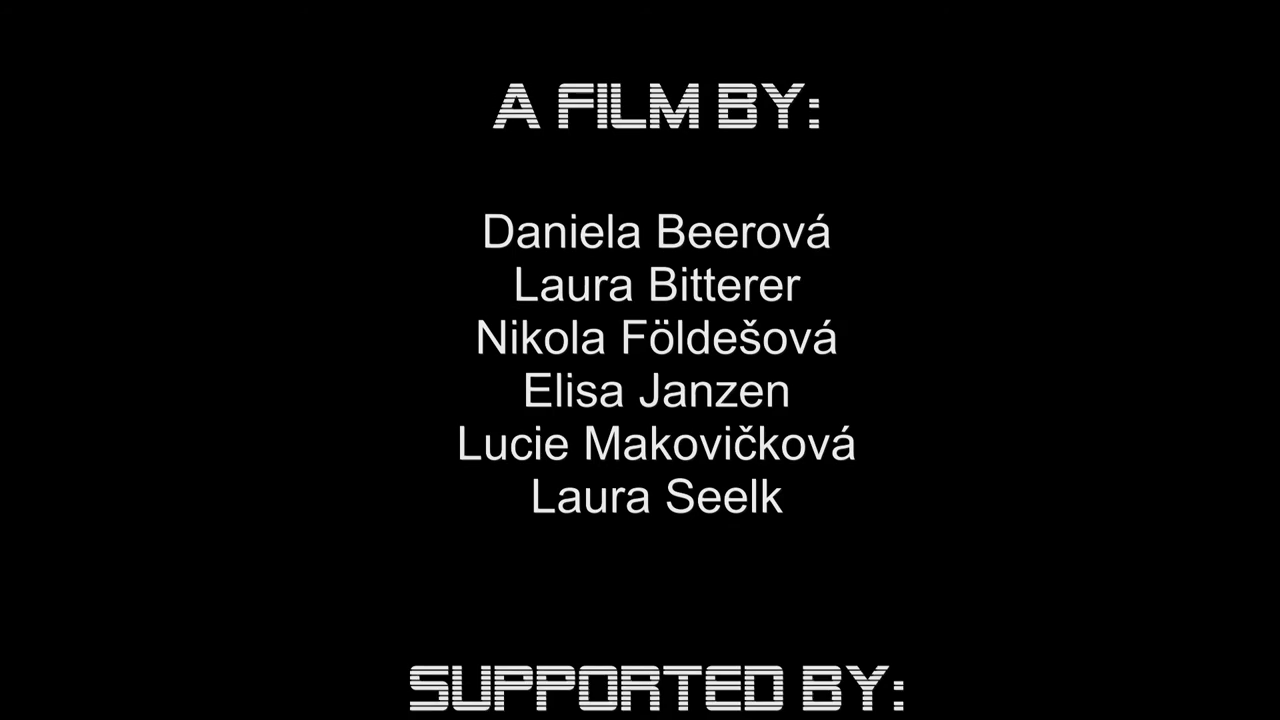 A FILM BY:
Daniela Beerová
Laura Bitterer
Nikola Földešová
Elisa Janzen
Lucie Makovičková
Laura Seelk
SUPPORTED BY: